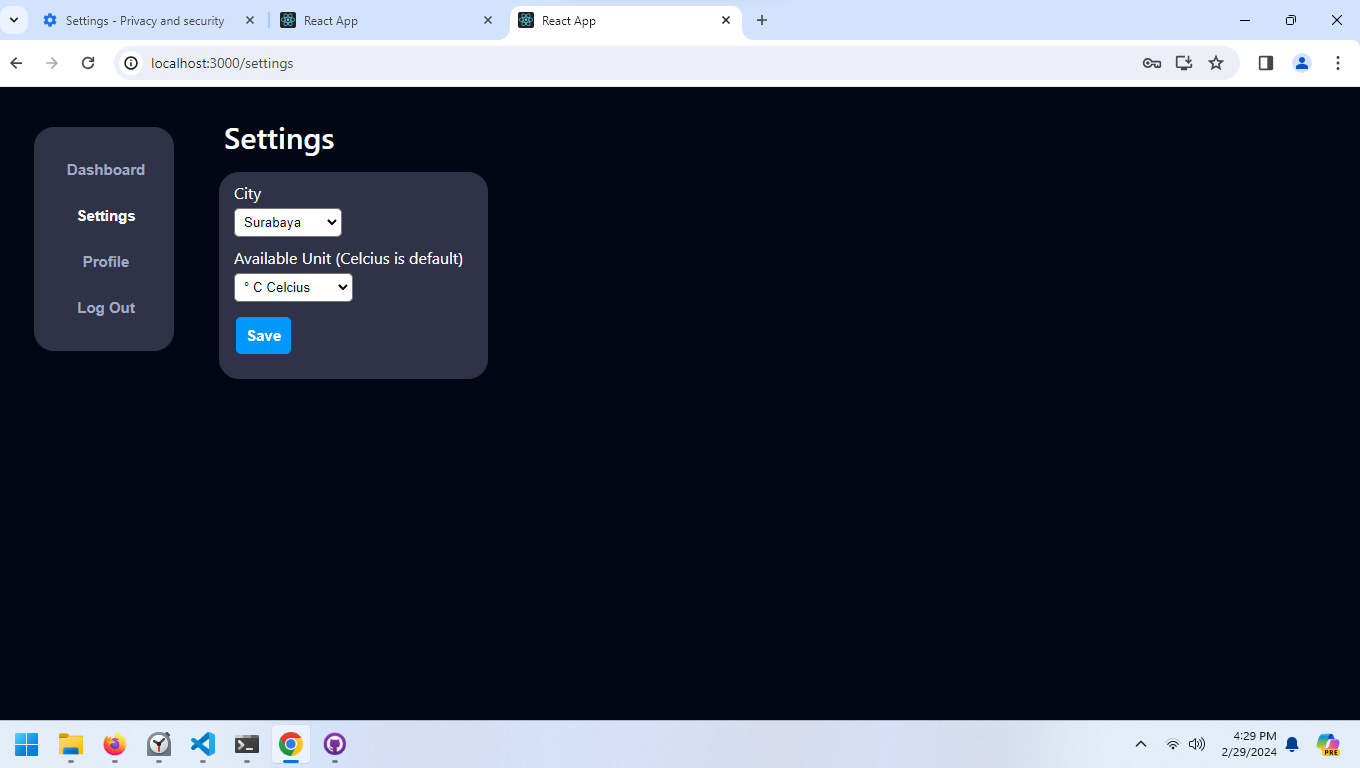 Settings - Privacy and security
React App
React App
localhost:3000/settings
Dashboard
Settings
Profile
Log Out
Settings
City
Surabaya
Available Unit (Celcius is default)
° C Celcius
Save
4:29 PM
2/29/2024
PRE